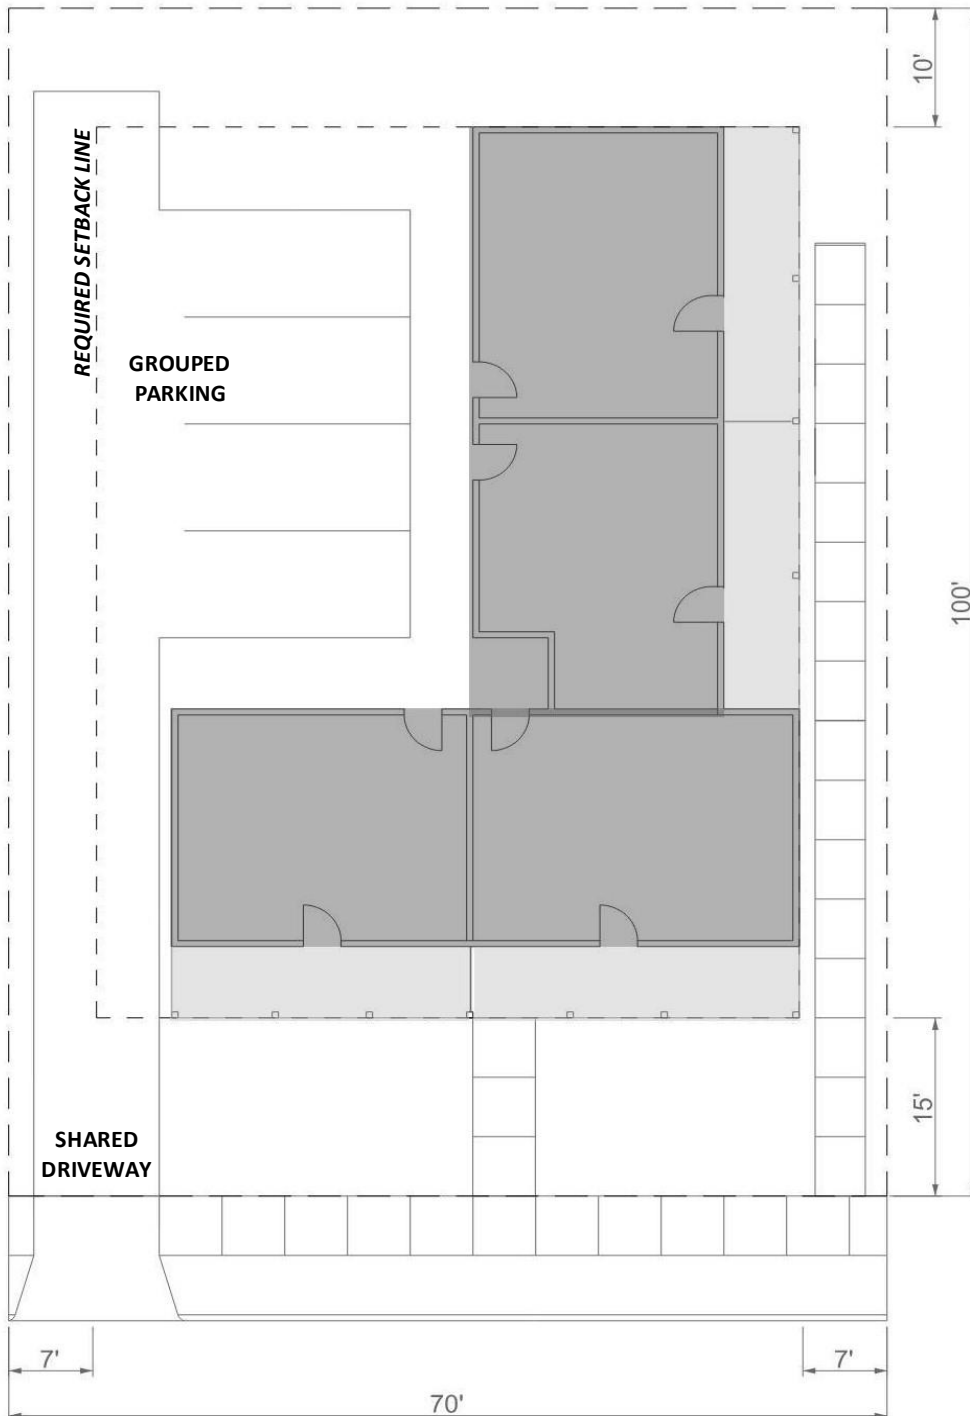 10'
REQUIRED SETBACK LINE
GROUPED
PARKING
100'
15'
SHARED
DRIVEWAY
7'
7'
70'